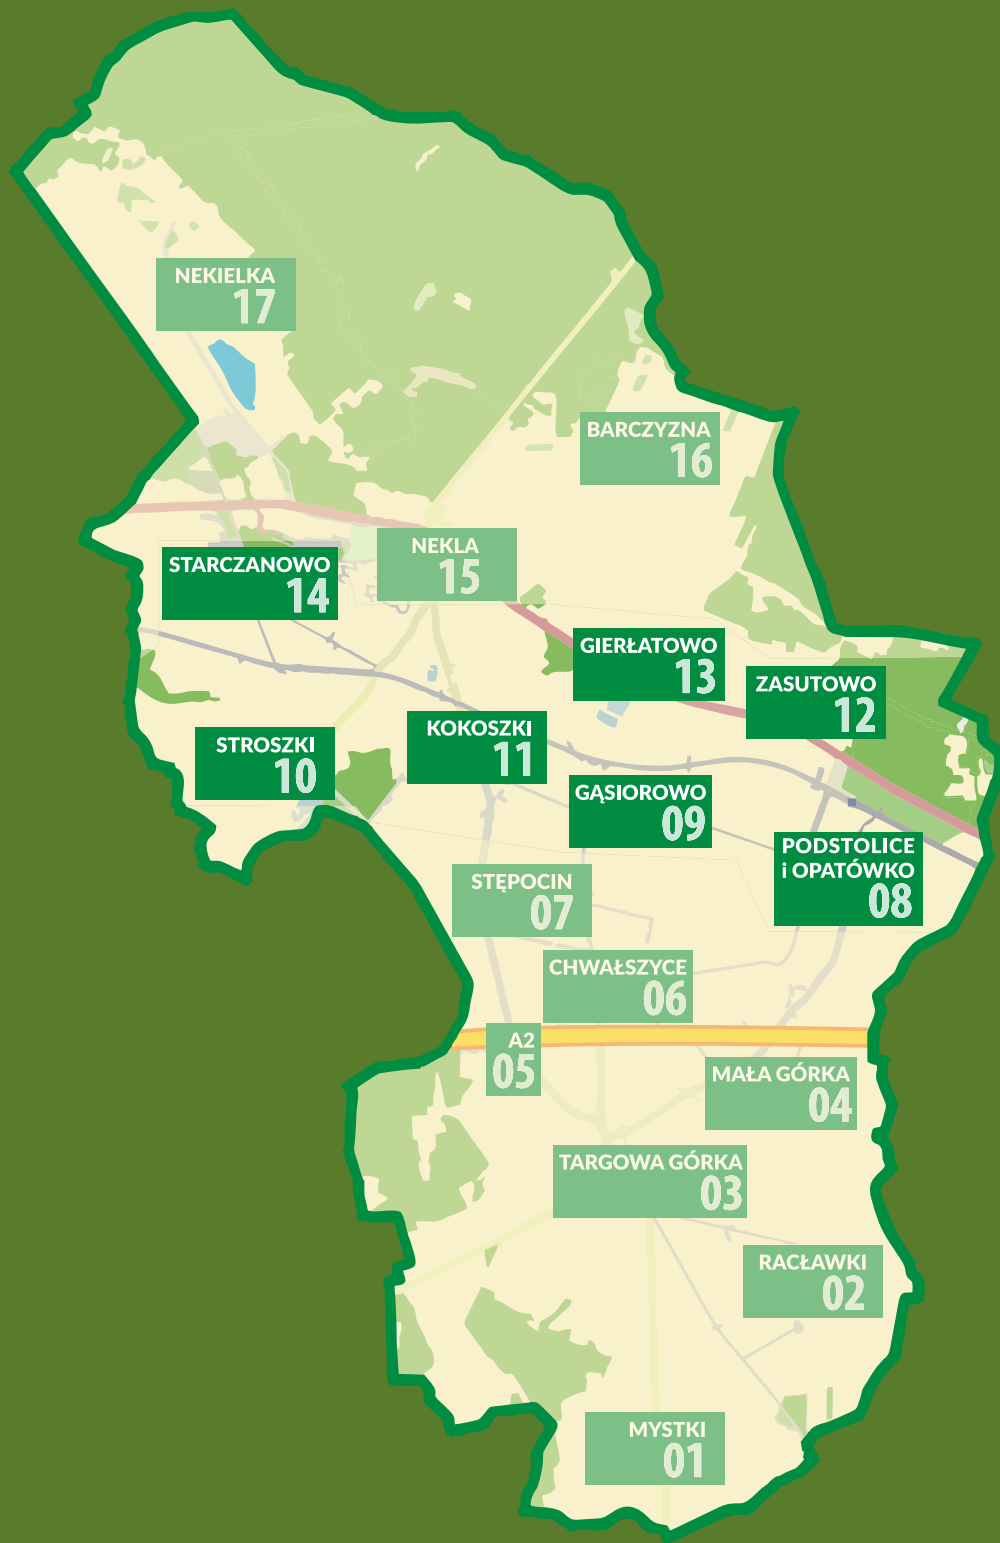 NEKIELKA
17
BARCZYZNA
16
NEKLA
15
STARCZANOWO
14
GIERŁATOWO
13
ZASUTOWO
12
KOKOSZKI
11
STROSZKI
10
GĄSIOROWO
09
PODSTOLICE
i OPATÓWKO
08
STĘPOCIN
07
CHWAŁSZYCE
06
A2
05
MAŁA GÓRKA
04
TARGOWA GÓRKA
03
RACŁAWKI
02
MYSTKI
01